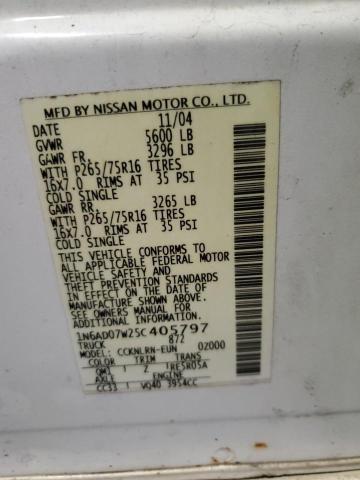 MFD BY NISSAN MOTOR CO., LTD.
DATE 11/04
GVWR 5600 LB
GAWR FR. 3296 LB
WITH P265/75R16 TIRES
16X7.0 RIMS AT 35 PSI
COLD SINGLE
GAWR RR. 3265 LB
WITH P265/75R16 TIRES
16X7.0 RIMS AT 35 PSI
COLD SINGLE
THIS VEHICLE CONFORMS TO
ALL APPLICABLE FEDERAL MOTOR
VEHICLE SAFETY AND
THEFT PREVENTION STANDARDS
IN EFFECT ON THE DATE OF
MANUFACTURE SHOWN ABOVE.
SEE OWNERS MANUAL FOR
ADDITIONAL INFORMATION.
1N6AD07W25C405797
TRUCK 872
CCKNLRN-EUN 02000
COLOR TRIM TRANS
QM1 Z RE5R05A
AXLE ENGINE
CC33 VQ40 3954CC